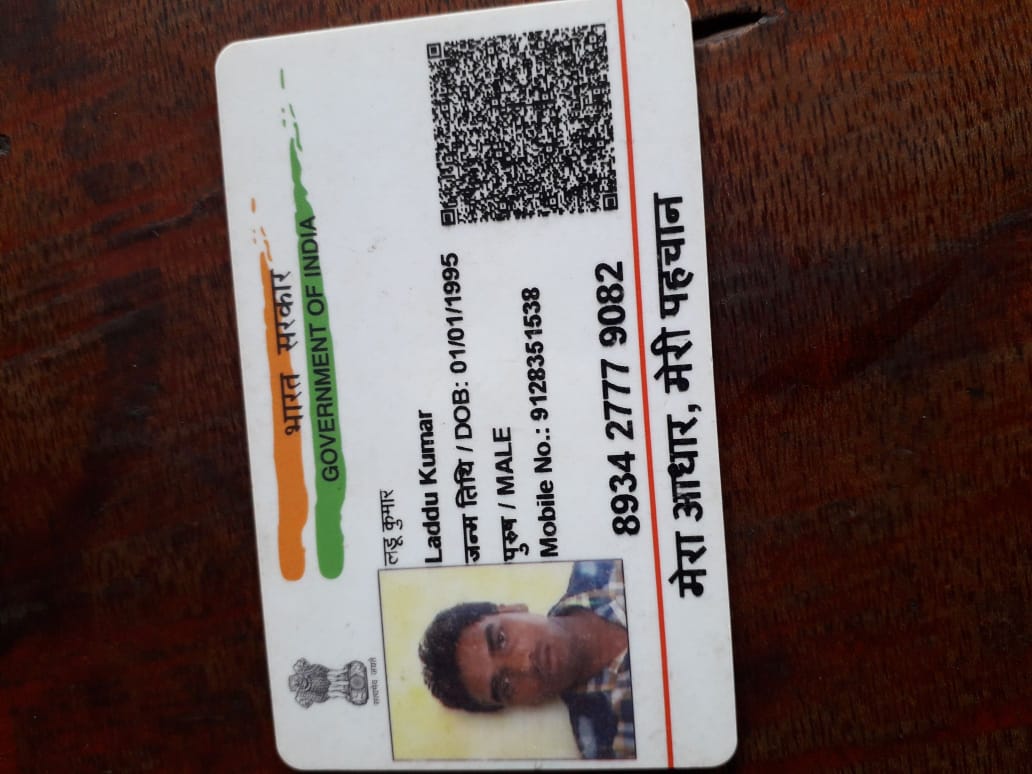 भारत सरकार
GOVERNMENT OF INDIA
सत्यमेव जयते
लडू कुमार
Laddu Kumar
जन्म तिथि / DOB: 01/01/1995
पुरुष / MALE
Mobile No.: 9128351538
8934 2777 9082
मेरा आधार, मेरी पहचान